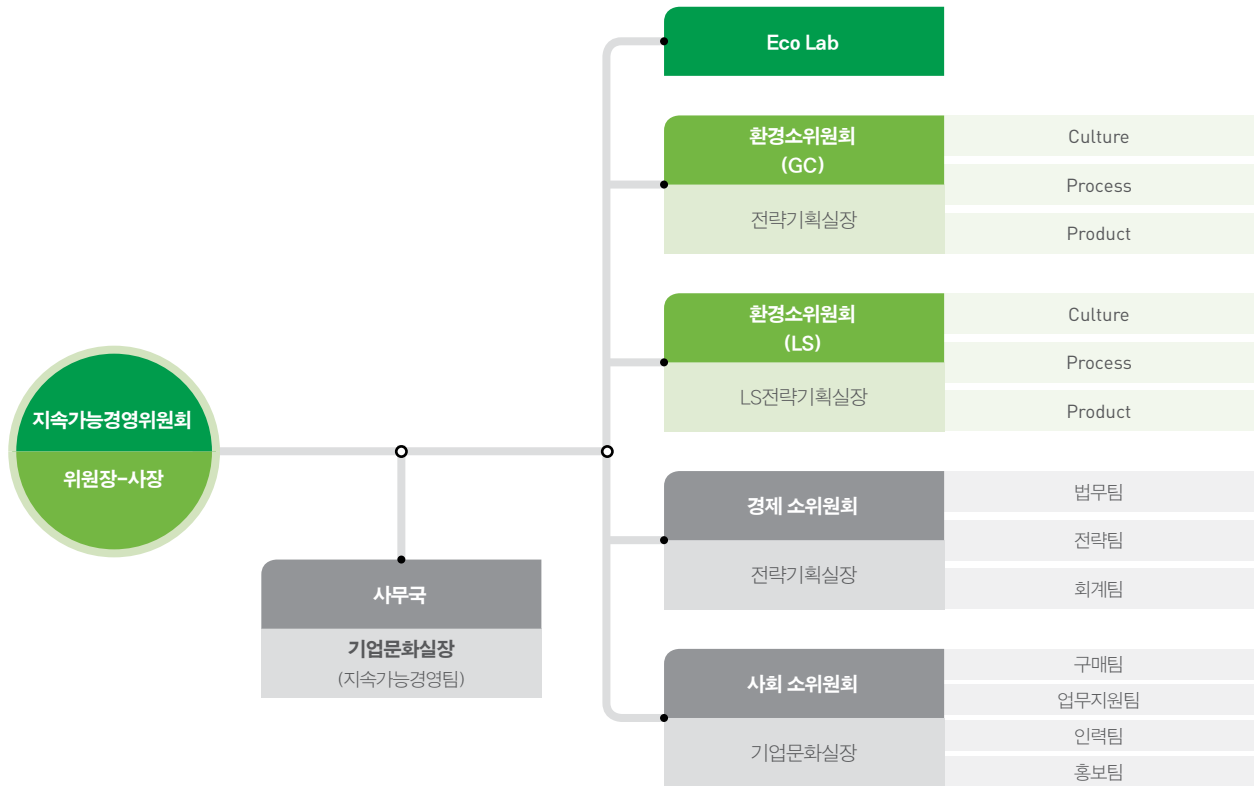 지속가능경영위원회
위원장-사장
사무국
기업문화실장
(지속가능경영팀)
Eco Lab
환경소위원회
(GC)
전략기획실장
Culture
Process
Product
환경소위원회
(LS)
LS전략기획실장
Culture
Process
Product
경제 소위원회
전략기획실장
법무팀
전략팀
회계팀
사회 소위원회
기업문화실장
구매팀
업무지원팀
인력팀
홍보팀